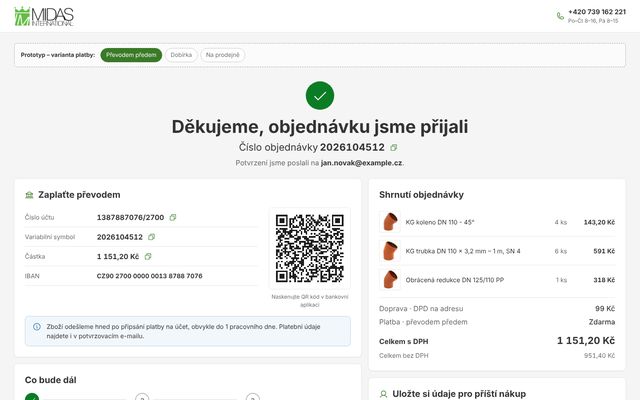 MIDAS
INTERNATIONAL
+420 739 162 221
Po–Čt 8–16, Pá 8–15
Prototyp – varianta platby:
Převodem předem
Dobírka
Na prodejně
Děkujeme, objednávku jsme přijali
Číslo objednávky 2026104512
Potvrzení jsme poslali na jan.novak@example.cz.
Zaplaťte převodem
Číslo účtu 1387887076/2700
Variabilní symbol 2026104512
Částka 1 151,20 Kč
IBAN CZ90 2700 0000 0013 8788 7076
Naskenujte QR kód v bankovní
aplikaci
Zboží odešleme hned po připsání platby na účet, obvykle do 1 pracovního dne. Platební údaje
najdete i v potvrzovacím e-mailu.
Co bude dál
Shrnutí objednávky
KG koleno DN 110 - 45° 4 ks 143,20 Kč
KG trubka DN 110 × 3,2 mm – 1 m, SN 4 6 ks 591 Kč
Obrácená redukce DN 125/110 PP 1 ks 318 Kč
Doprava · DPD na adresu 99 Kč
Platba · převodem předem Zdarma
Celkem s DPH 1 151,20 Kč
Celkem bez DPH 951,40 Kč
Uložte si údaje pro příští nákup